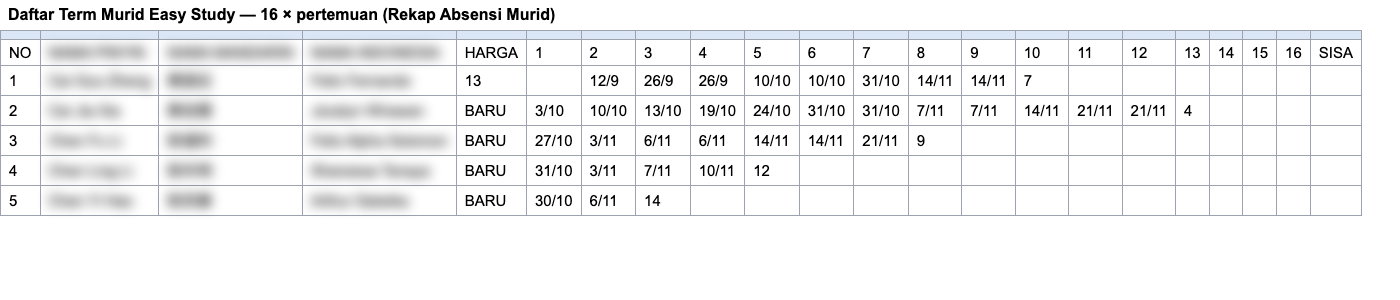 Daftar Term Murid Easy Study — 16 × pertemuan (Rekap Absensi Murid)
NO HARGA 1 2 3 4 5 6 7 8 9 10 11 12 13 14 15 16 SISA
1 13 12/9 26/9 26/9 10/10 10/10 31/10 14/11 14/11 7
2 BARU 3/10 10/10 13/10 19/10 24/10 31/10 31/10 7/11 7/11 14/11 21/11 21/11 4
3 BARU 27/10 3/11 6/11 6/11 14/11 14/11 21/11 9
4 BARU 31/10 3/11 7/11 10/11 12
5 BARU 30/10 6/11 14